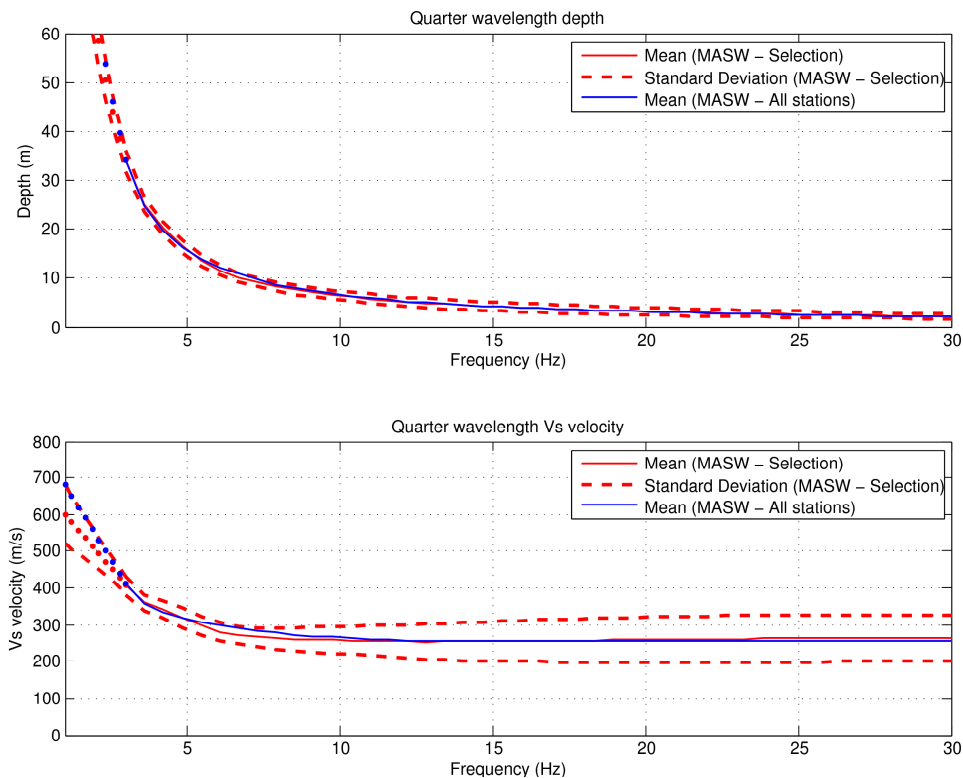 Quarter wavelength depth
Depth (m)
60
50
40
30
20
10
0
Mean (MASW − Selection)
Standard Deviation (MASW − Selection)
Mean (MASW − All stations)
5 10 15 20 25 30
Frequency (Hz)
Quarter wavelength Vs velocity
Vs velocity (m/s)
800
700
600
500
400
300
200
100
0
Mean (MASW − Selection)
Standard Deviation (MASW − Selection)
Mean (MASW − All stations)
5 10 15 20 25 30
Frequency (Hz)